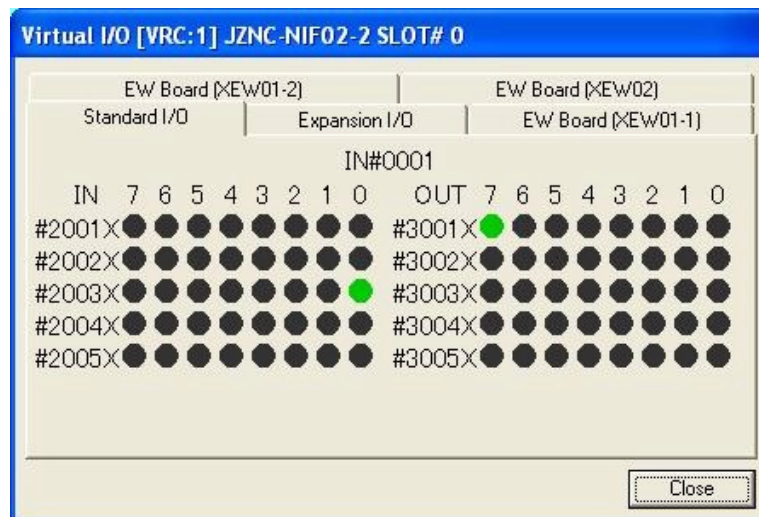 Virtual I/O [VRC:1] JZNC-NIF02-2 SLOT# 0
EW Board (XEW01-2) EW Board (XEW02)
Standard I/O Expansion I/O EW Board (XEW01-1)
IN#0001
IN 7 6 5 4 3 2 1 0 OUT 7 6 5 4 3 2 1 0
#2001X #3001X
#2002X #3002X
#2003X #3003X
#2004X #3004X
#2005X #3005X
Close